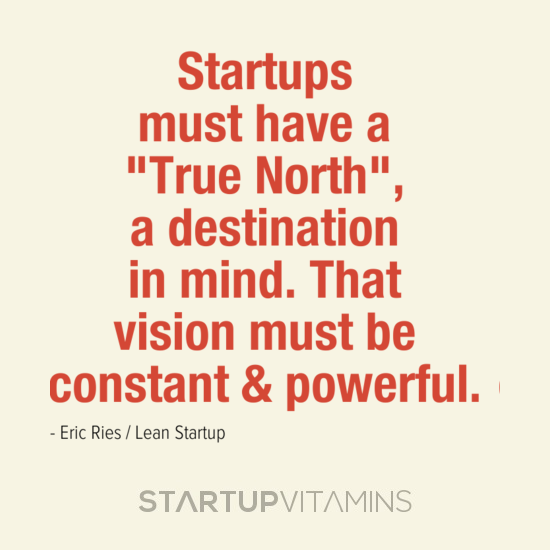 Startups
must have a
"True North",
a destination
in mind. That
vision must be
constant & powerful.
- Eric Ries / Lean Startup
STARTUPVITAMINS